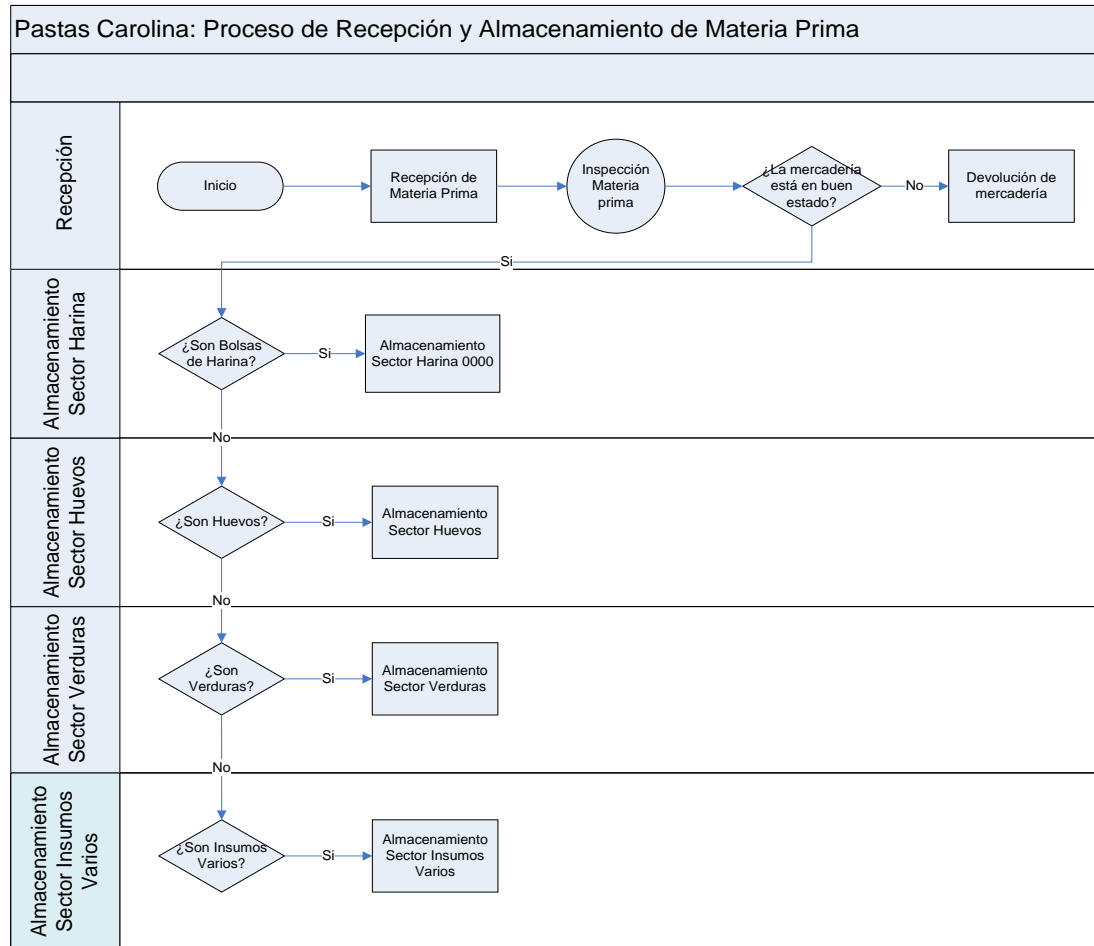 Pastas Carolina: Proceso de Recepción y Almacenamiento de Materia Prima
Recepción
Inicio
Recepción de
Materia Prima
Inspección
Materia
prima
¿La mercadería
está en buen
estado?
No
Devolución de
mercadería
Si
Almacenamiento
Sector Harina
¿Son Bolsas
de Harina?
Si
Almacenamiento
Sector Harina 0000
No
Almacenamiento
Sector Huevos
¿Son Huevos?
Si
Almacenamiento
Sector Huevos
No
Almacenamiento
Sector Verduras
¿Son
Verduras?
Si
Almacenamiento
Sector Verduras
No
Almacenamiento
Sector Insumos
Varios
¿Son Insumos
Varios?
Si
Almacenamiento
Sector Insumos
Varios